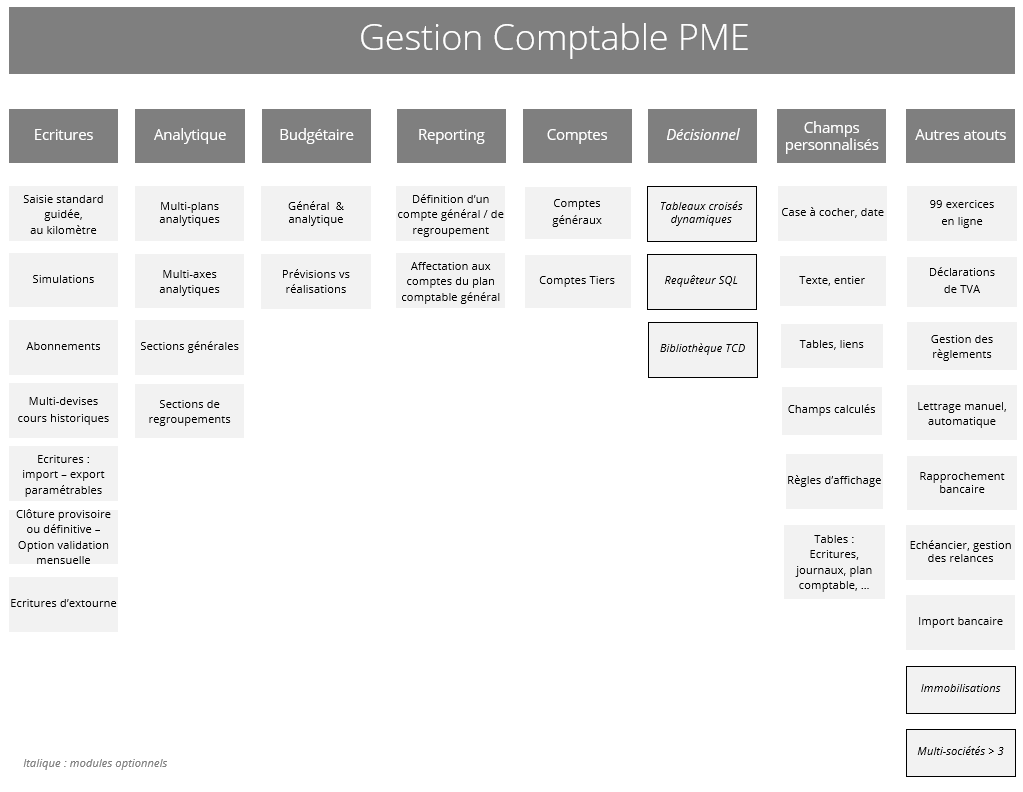 Gestion Comptable PME
Ecritures
Saisie standard
guidée,
au kilomètre
Simulations
Abonnements
Multi-devises
cours historiques
Ecritures :
import – export
paramétrables
Clôture provisoire
ou définitive –
Option validation
mensuelle
Ecritures d’extourne
Analytique
Multi-plans
analytiques
Multi-axes
analytiques
Sections générales
Sections de
regroupements
Budgétaire
Général &
analytique
Prévisions vs
réalisations
Reporting
Définition d’un
compte général / de
regroupement
Affectation aux
comptes du plan
comptable général
Comptes
Comptes
généraux
Comptes Tiers
Décisionnel
Tableaux croisés
dynamiques
Requêteur SQL
Bibliothèque TCD
Champs
personnalisés
Case à cocher, date
Texte, entier
Tables, liens
Champs calculés
Règles d’affichage
Tables :
Ecritures,
journaux, plan
comptable, ...
Autres atouts
99 exercices
en ligne
Déclarations
de TVA
Gestion des
règlements
Lettrage manuel,
automatique
Rapprochement
bancaire
Echéancier, gestion
des relances
Import bancaire
Immobilisations
Multi-sociétés > 3
Italique : modules optionnels